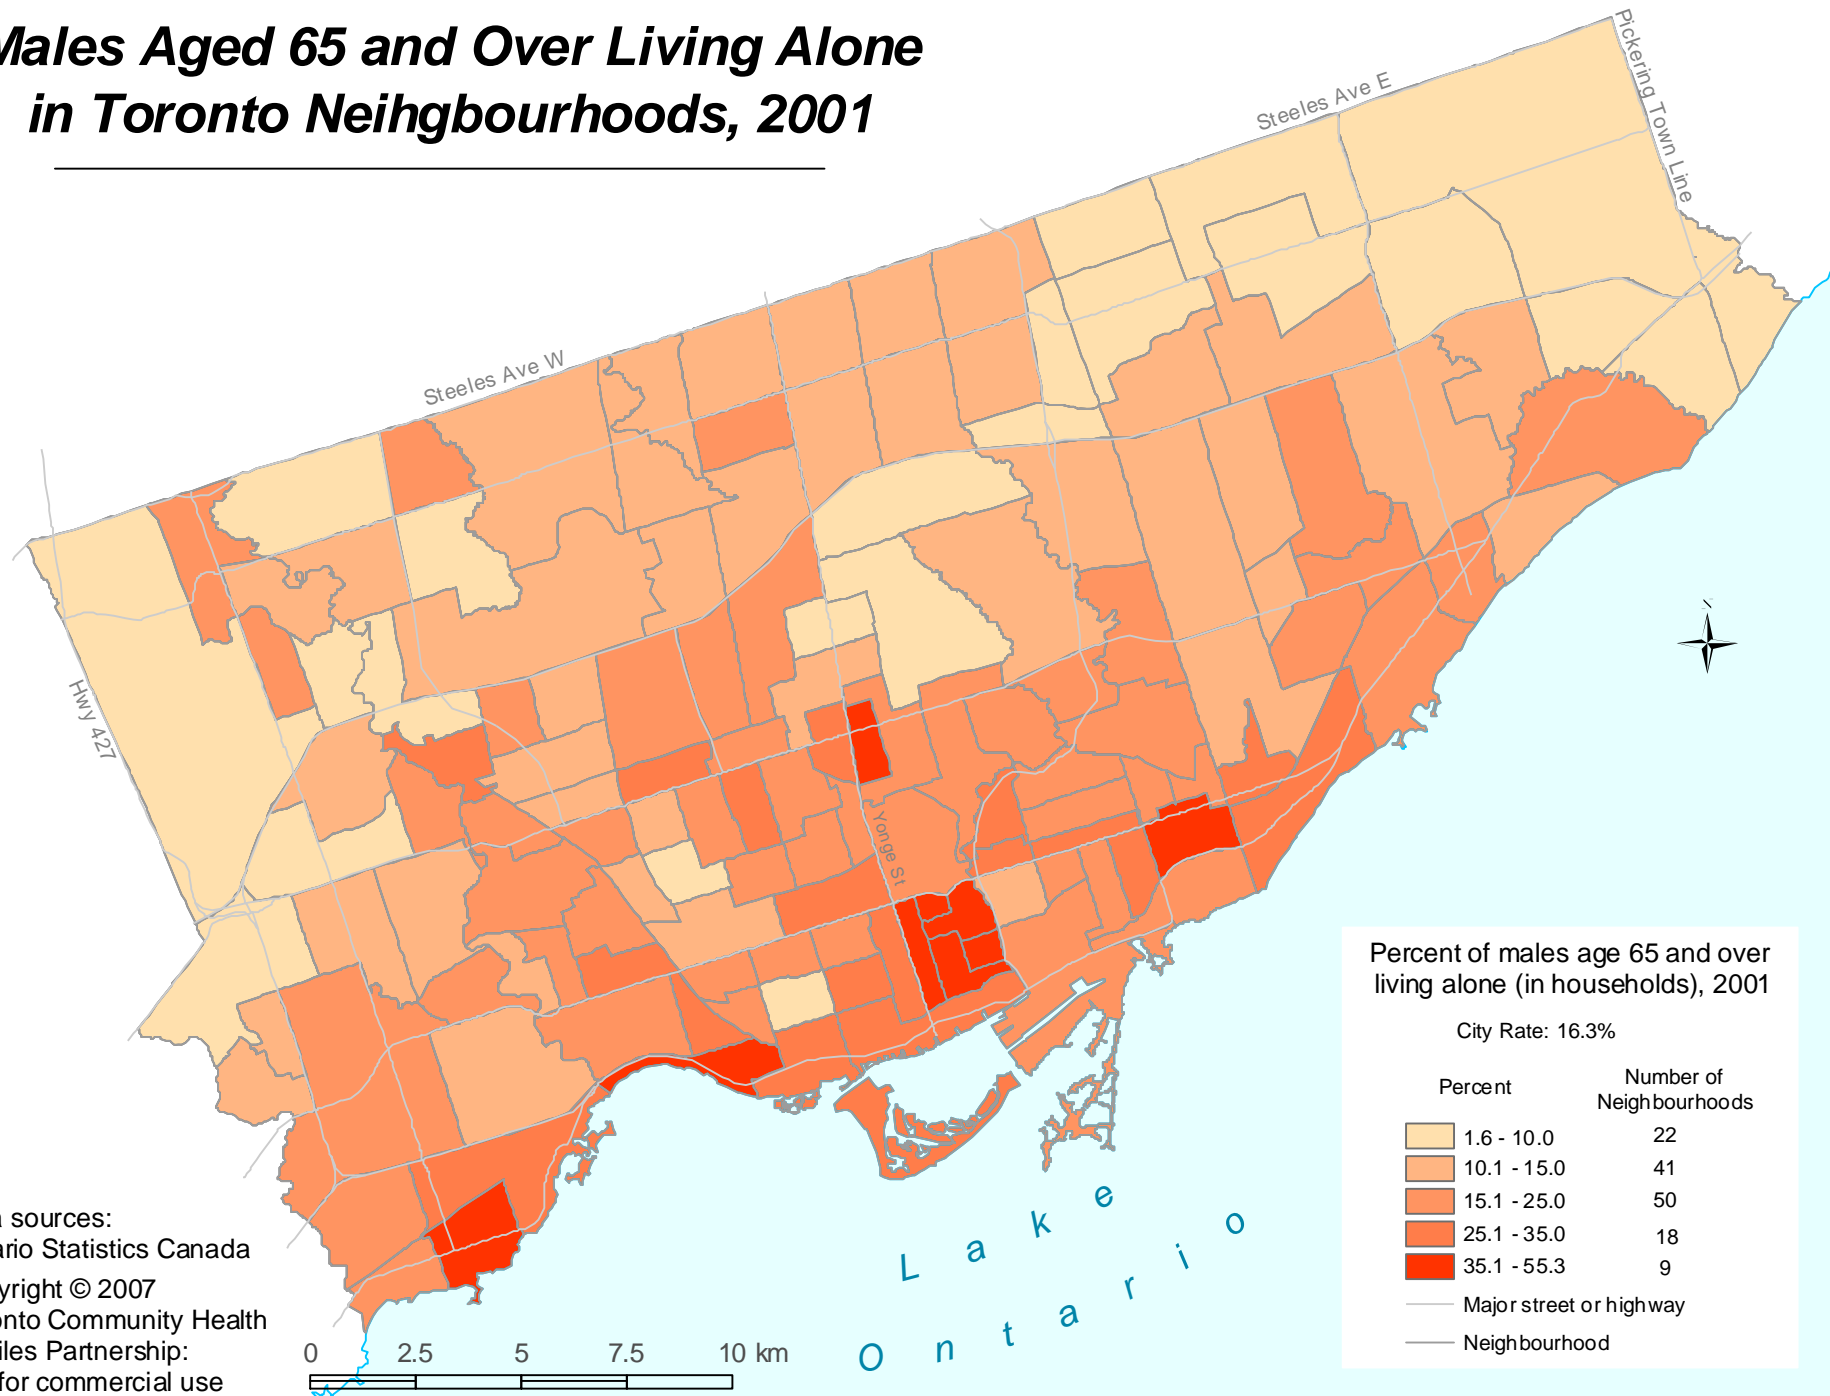 Males Aged 65 and Over Living Alone
in Toronto Neihgbourhoods, 2001
Pickering Town Line
Steeles Ave E
Steeles Ave W
Hwy 427
Yonge St
Percent of males age 65 and over
living alone (in households), 2001
City Rate: 16.3%
Percent
Number of
Neighbourhoods
1.6 - 10.0 22
10.1 - 15.0 41
15.1 - 25.0 50
25.1 - 35.0 18
35.1 - 55.3 9
Major street or highway
Neighbourhood
Lake
Ontario
sources:
Statistics Canada
© 2007
Community Health
Partnership:
for commercial use
0 2.5 5 7.5 10 km